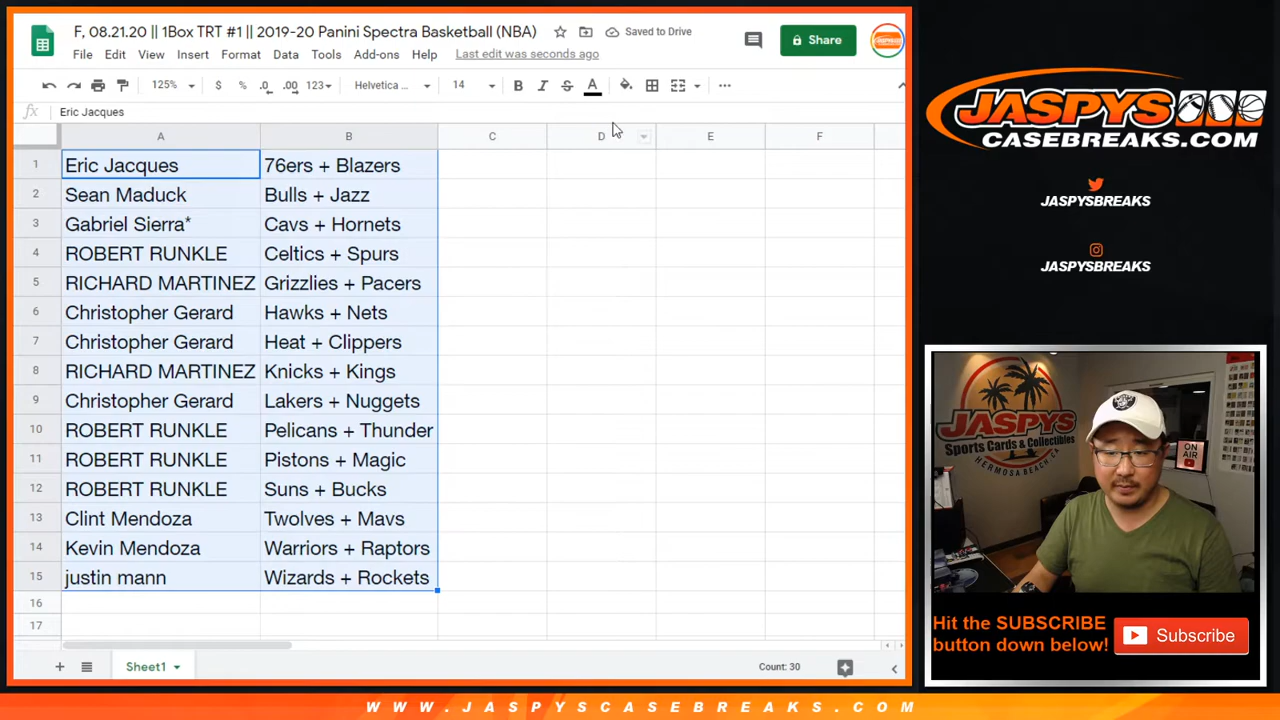 F, 08.21.20 || 1Box TRT #1 || 2019-20 Panini Spectra Basketball (NBA)
Saved to Drive
File Edit View Insert Format Data Tools Add-ons Help Last edit was seconds ago
Share
125% $ % .0 .00 123 Helvetica ... 14 B I S A
fx Eric Jacques
A B C D E F
1 Eric Jacques 76ers + Blazers
2 Sean Maduck Bulls + Jazz
3 Gabriel Sierra* Cavs + Hornets
4 ROBERT RUNKLE Celtics + Spurs
5 RICHARD MARTINEZ Grizzlies + Pacers
6 Christopher Gerard Hawks + Nets
7 Christopher Gerard Heat + Clippers
8 RICHARD MARTINEZ Knicks + Kings
9 Christopher Gerard Lakers + Nuggets
10 ROBERT RUNKLE Pelicans + Thunder
11 ROBERT RUNKLE Pistons + Magic
12 ROBERT RUNKLE Suns + Bucks
13 Clint Mendoza Twolves + Mavs
14 Kevin Mendoza Warriors + Raptors
15 justin mann Wizards + Rockets
16
17
Sheet1
Count: 30
JASPYS
CASEBREAKS.COM
JASPYSBREAKS
JASPYSBREAKS
JASPYS
Sports Cards & Collectibles
HERMOSA BEACH CA
ON
AIR
Hit the SUBSCRIBE
button down below!
Subscribe
WWW.JASPYSCASEBREAKS.COM